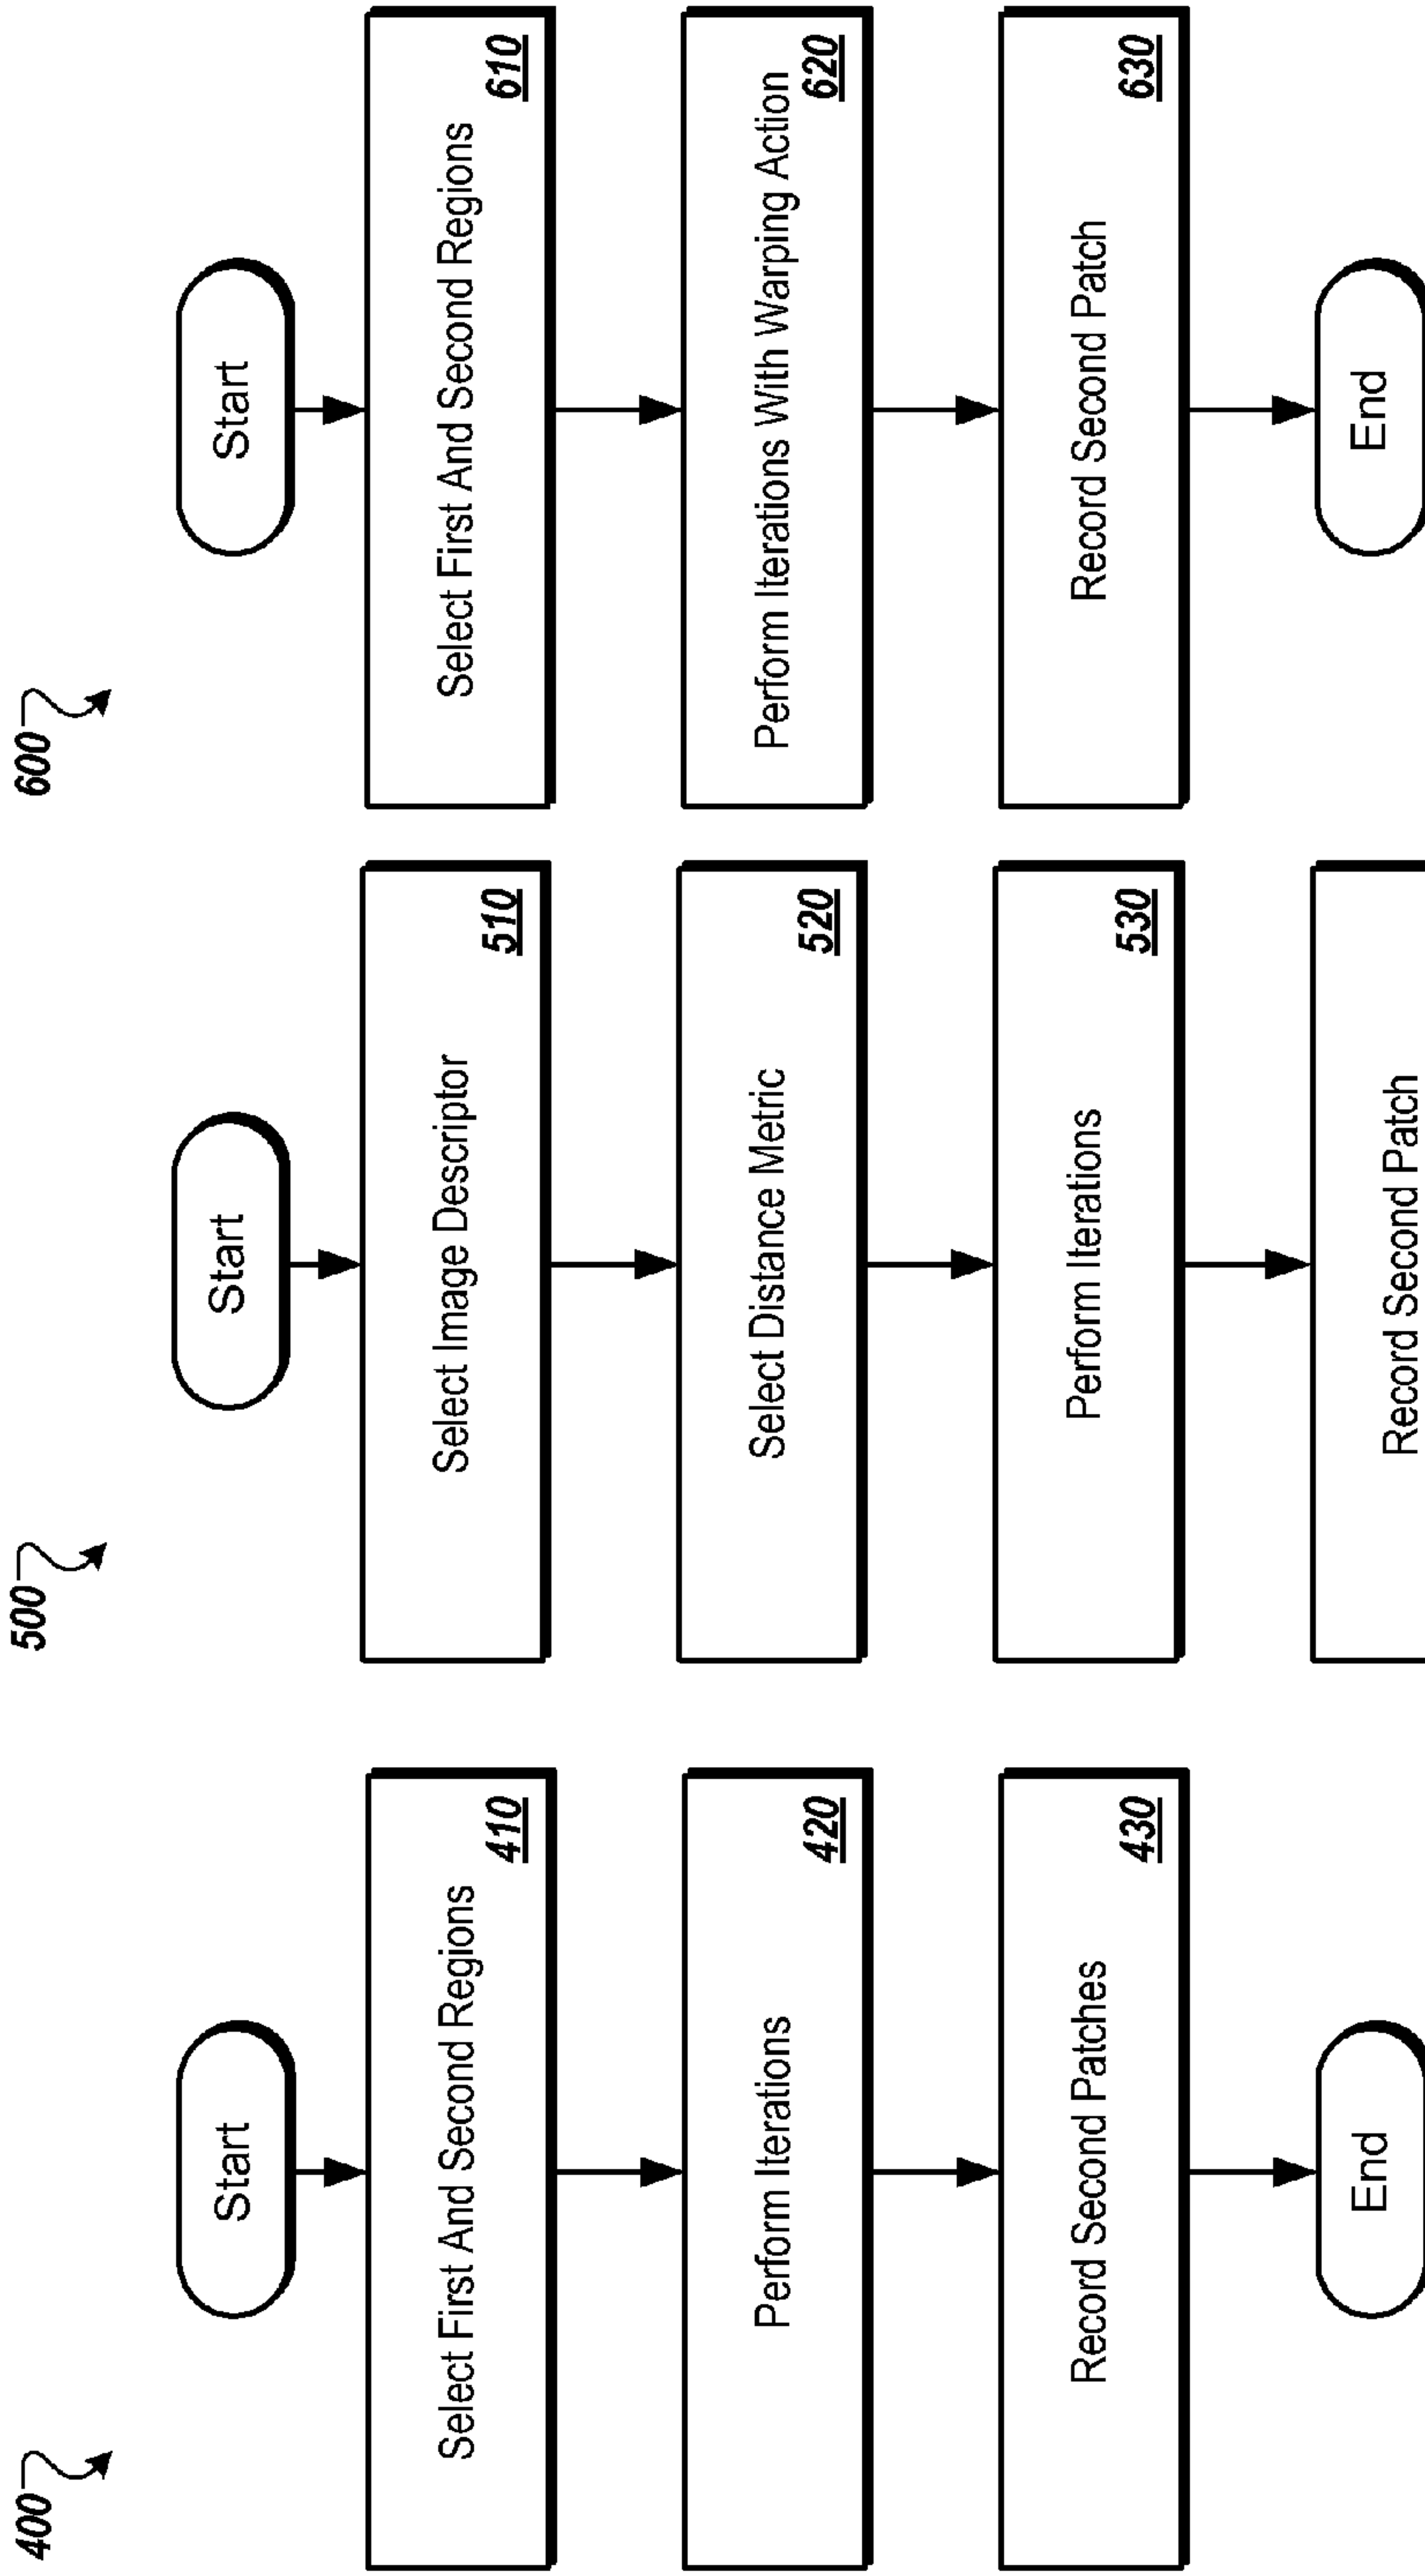 400
Start
Select First And Second Regions
410
Perform Iterations
420
Record Second Patches
430
End
500
Start
Select Image Descriptor
510
Select Distance Metric
520
Perform Iterations
530
Record Second Patch
600
Start
Select First And Second Regions
610
Perform Iterations With Warping Action
620
Record Second Patch
630
End